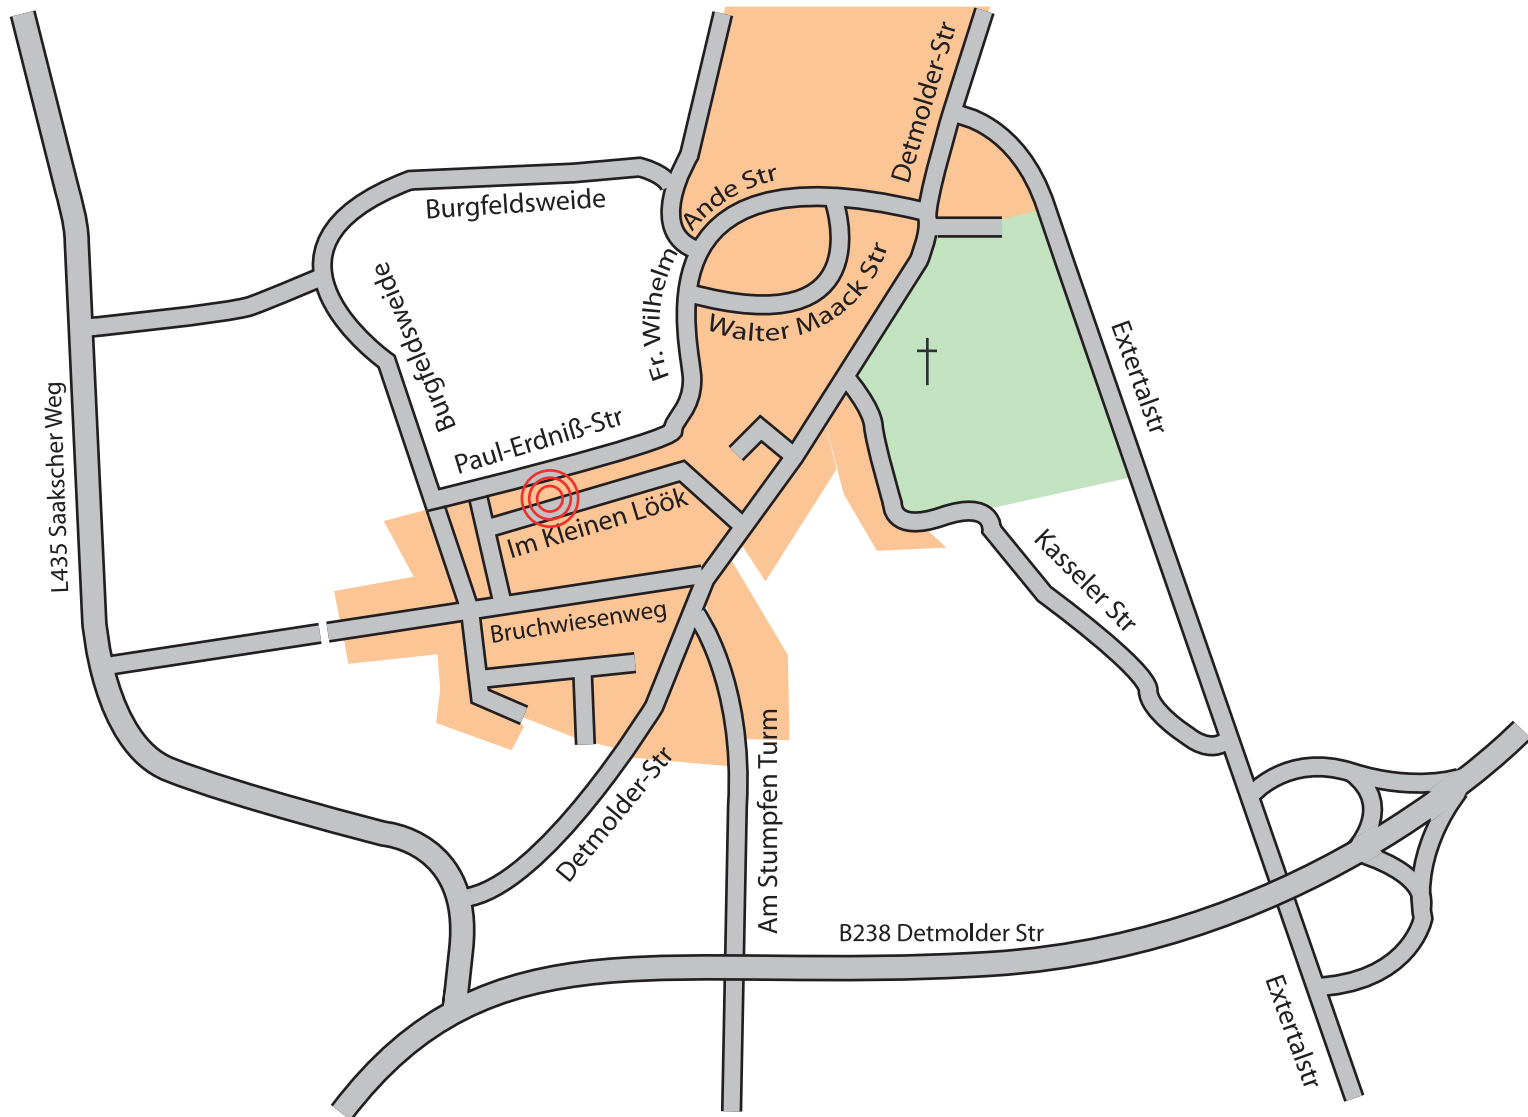 Detmolder-Str
Ande Str
Burgfeldsweide
Burgfeldsweide
Fr. Wilhelm
Walter Maack Str
Extertalstr
L435 Saakscher Weg
Paul-Erdniß-Str
Im Kleinen Löök
Kasseler Str
Bruchwiesenweg
Detmolder-Str
Am Stumpfen Turm
B238 Detmolder Str
Extertalstr